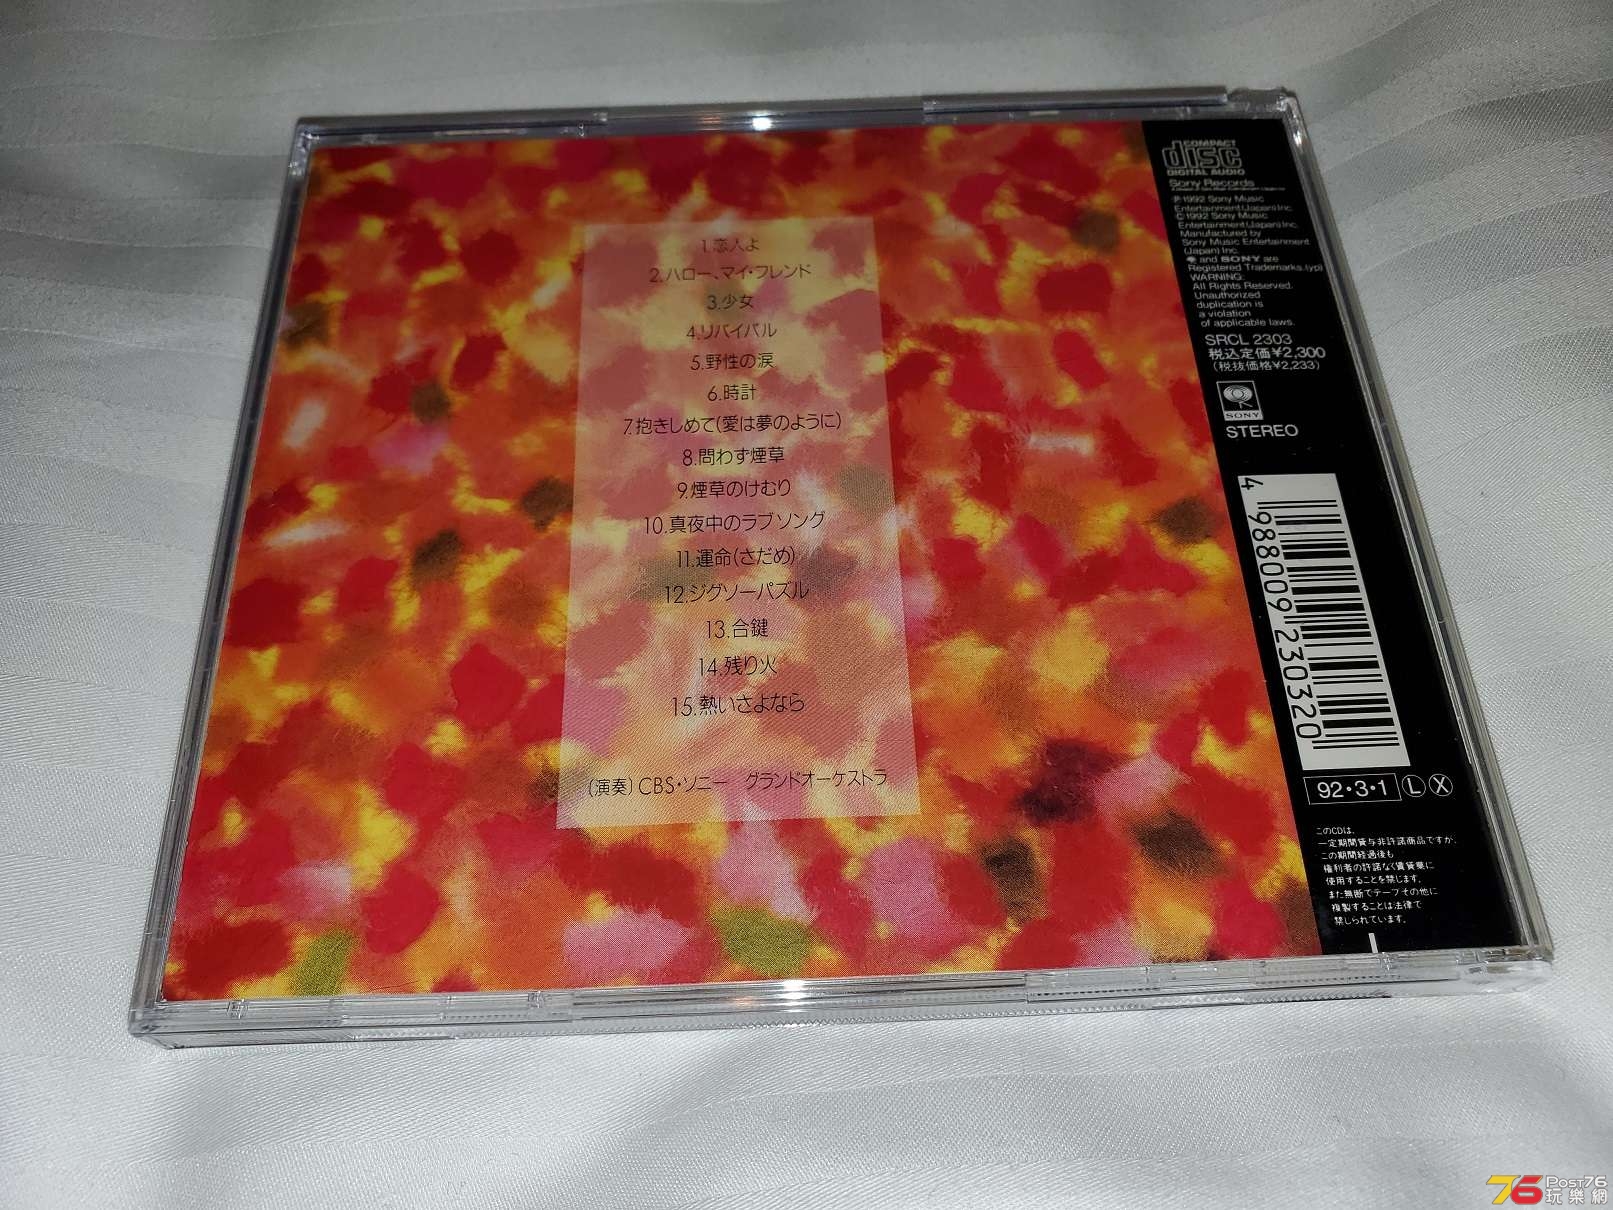 1.恋人よ
2.ハロー、マイ・フレンド
3.少女
4.リバイバル
5.野性の涙
6.時計
7.抱きしめて(愛は夢のように)
8.問わず煙草
9.煙草のけむり
10.真夜中のラブソング
11.運命(さだめ)
12.ジグソーパズル
13.合鍵
14.残り火
15.熱いさよなら
(演奏)CBS・ソニー グランドオーケストラ
COMPACT
disc
DIGITAL AUDIO
Sony Records
℗1992 Sony Music
Entertainment(Japan)Inc.
©1992 Sony Music
Entertainment(Japan)Inc.
Manufactured by
Sony Music Entertainment
(Japan) Inc.
and SONY are
Registered Trademarks.(yp)
WARNING:
All Rights Reserved.
Unauthorized
duplication is
a violation
of applicable laws.
SRCL 2303
税込定価¥2,300
(税抜価格¥2,233)
SONY
STEREO
4 988009 230320
92・3・1 L X
このCDは、
一定期間貸与非許諾商品ですが、
この期間経過後も
権利者の許諾なく賃貸業に
使用することを禁じます。
また無断でテープその他に
複製することは法律で
禁じられています。
76 Post76
玩樂網